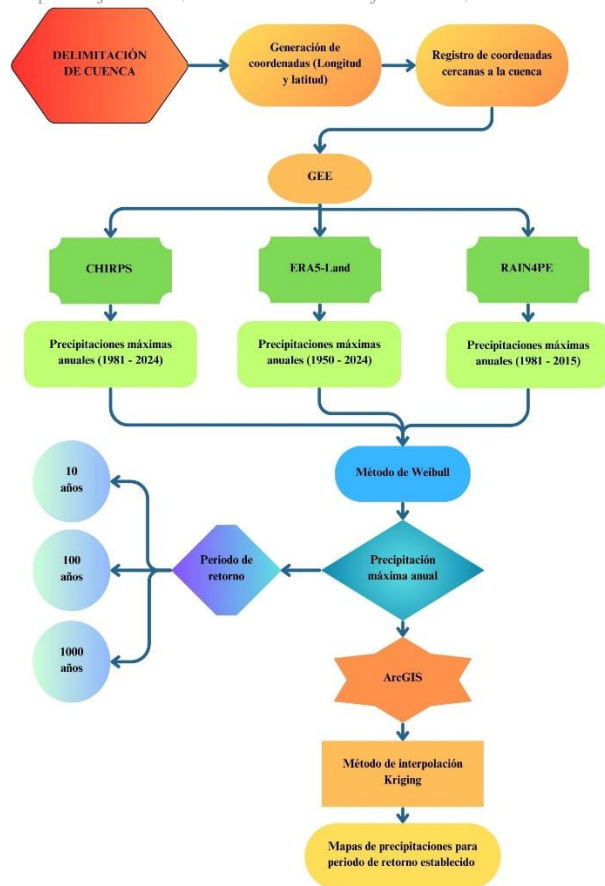 DELIMITACIÓN
DE CUENCA
Generación de
coordenadas (Longitud
y latitud)
Registro de coordenadas
cercanas a la cuenca
GEE
CHIRPS
ERA5-Land
RAIN4PE
Precipitaciones máximas
anuales (1981 - 2024)
Precipitaciones máximas
anuales (1950 - 2024)
Precipitaciones máximas
anuales (1981 - 2015)
Método de Weibull
10
años
100
años
1000
años
Periodo de
retorno
Precipitación
máxima anual
ArcGIS
Método de interpolación
Kriging
Mapas de precipitaciones para
periodo de retorno establecido